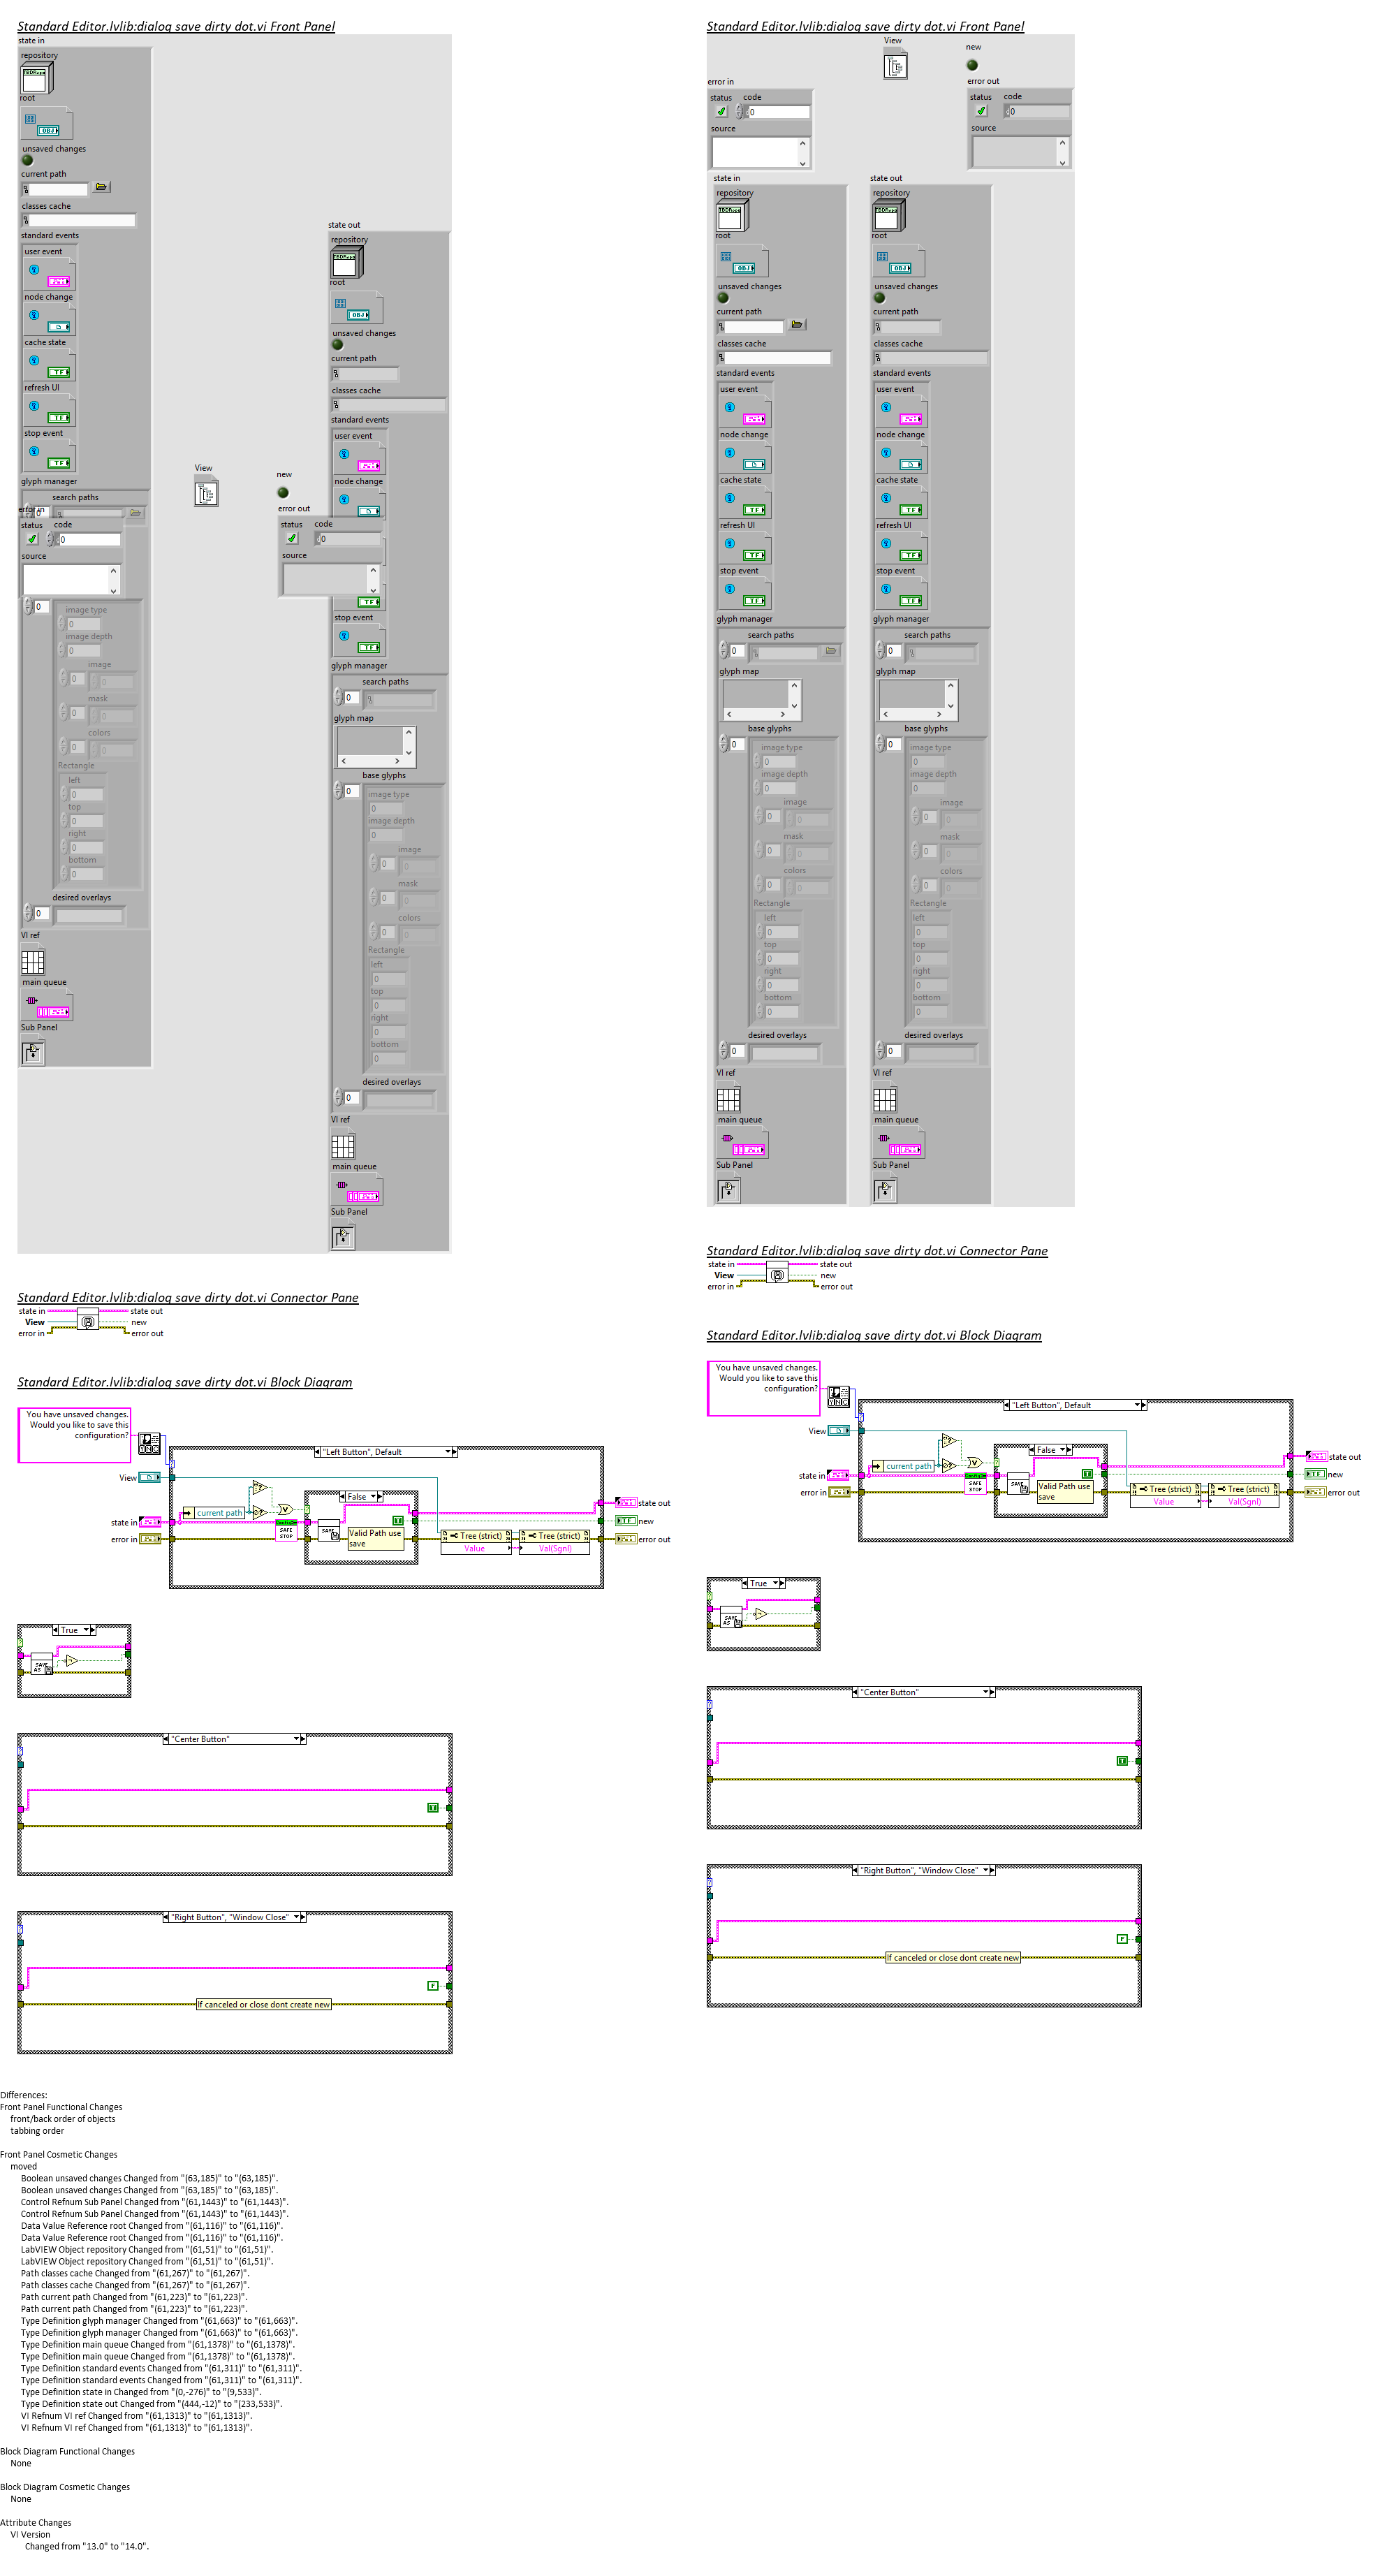 Standard Editor.lvlib:dialog save dirty dot.vi Front Panel
state in
repository
root
OBJ
unsaved changes
current path
classes cache
standard events
user event
node change
cache state
TF
refresh UI
TF
stop event
TF
glyph manager
search paths
0
error in
status code
0
source
0
image type
0
image depth
0
image
0 0
mask
0 0
colors
0 0
Rectangle
left
0
top
0
right
0
bottom
0
desired overlays
0
VI ref
main queue
Sub Panel
View
new
error out
status code
0
source
state out
repository
root
OBJ
unsaved changes
current path
classes cache
standard events
user event
node change
TF
stop event
TF
glyph manager
search paths
0
glyph map
base glyphs
0
image type
0
image depth
0
image
0 0
mask
0 0
colors
0 0
Rectangle
left
0
top
0
right
0
bottom
0
desired overlays
0
VI ref
main queue
Sub Panel
Standard Editor.lvlib:dialog save dirty dot.vi Connector Pane
state in state out
View new
error in error out
Standard Editor.lvlib:dialog save dirty dot.vi Block Diagram
You have unsaved changes.
Would you like to save this
configuration?
"Left Button", Default
View
current path
False
state in
SAFE
STOP
SAVE
T
Valid Path use
save
error in
Tree (strict)
Value
Tree (strict)
Val(Sgnl)
state out
TF new
error out
True
SAVE
AS
"Center Button"
T
"Right Button", "Window Close"
F
If canceled or close dont create new
Standard Editor.lvlib:dialog save dirty dot.vi Front Panel
View
new
error in
status code
0
source
error out
status code
0
source
state in
repository
root
OBJ
unsaved changes
current path
classes cache
standard events
user event
node change
cache state
TF
refresh UI
TF
stop event
TF
glyph manager
search paths
0
glyph map
base glyphs
0
image type
0
image depth
0
image
0 0
mask
0 0
colors
0 0
Rectangle
left
0
top
0
right
0
bottom
0
desired overlays
0
VI ref
main queue
Sub Panel
state out
repository
root
OBJ
unsaved changes
current path
classes cache
standard events
user event
node change
cache state
TF
refresh UI
TF
stop event
TF
glyph manager
search paths
0
glyph map
base glyphs
0
image type
0
image depth
0
image
0 0
mask
0 0
colors
0 0
Rectangle
left
0
top
0
right
0
bottom
0
desired overlays
0
VI ref
main queue
Sub Panel
Standard Editor.lvlib:dialog save dirty dot.vi Connector Pane
state in state out
View new
error in error out
Standard Editor.lvlib:dialog save dirty dot.vi Block Diagram
You have unsaved changes.
Would you like to save this
configuration?
"Left Button", Default
View
current path
False
state in
SAFE
STOP
SAVE
T
Valid Path use
save
error in
Tree (strict)
Value
Tree (strict)
Val(Sgnl)
state out
TF new
error out
True
SAVE
AS
"Center Button"
T
"Right Button", "Window Close"
F
If canceled or close dont create new
Differences:
Front Panel Functional Changes
front/back order of objects
tabbing order
Front Panel Cosmetic Changes
moved
Boolean unsaved changes Changed from "(63,185)" to "(63,185)".
Boolean unsaved changes Changed from "(63,185)" to "(63,185)".
Control Refnum Sub Panel Changed from "(61,1443)" to "(61,1443)".
Control Refnum Sub Panel Changed from "(61,1443)" to "(61,1443)".
Data Value Reference root Changed from "(61,116)" to "(61,116)".
Data Value Reference root Changed from "(61,116)" to "(61,116)".
LabVIEW Object repository Changed from "(61,51)" to "(61,51)".
LabVIEW Object repository Changed from "(61,51)" to "(61,51)".
Path classes cache Changed from "(61,267)" to "(61,267)".
Path classes cache Changed from "(61,267)" to "(61,267)".
Path current path Changed from "(61,223)" to "(61,223)".
Path current path Changed from "(61,223)" to "(61,223)".
Type Definition glyph manager Changed from "(61,663)" to "(61,663)".
Type Definition glyph manager Changed from "(61,663)" to "(61,663)".
Type Definition main queue Changed from "(61,1378)" to "(61,1378)".
Type Definition main queue Changed from "(61,1378)" to "(61,1378)".
Type Definition standard events Changed from "(61,311)" to "(61,311)".
Type Definition standard events Changed from "(61,311)" to "(61,311)".
Type Definition state in Changed from "(0,-276)" to "(9,533)".
Type Definition state out Changed from "(444,-12)" to "(233,533)".
VI Refnum VI ref Changed from "(61,1313)" to "(61,1313)".
VI Refnum VI ref Changed from "(61,1313)" to "(61,1313)".
Block Diagram Functional Changes
None
Block Diagram Cosmetic Changes
None
Attribute Changes
VI Version
Changed from "13.0" to "14.0".